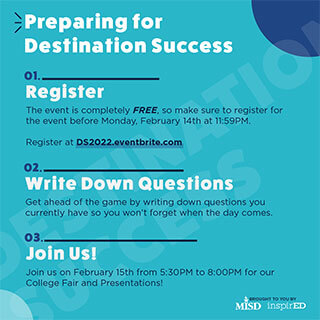 Preparing for
Destination Success
01.
Register
The event is completely FREE, so make sure to register for
the event before Monday, February 14th at 11:59PM.
Register at DS2022.eventbrite.com
02.
Write Down Questions
Get ahead of the game by writing down questions you
currently have so you won't forget when the day comes.
03.
Join Us!
Join us on February 15th from 5:30PM to 8:00PM for our
College Fair and Presentations!
BROUGHT TO YOU BY
MISD inspirED
DESTINATION
SUCCESS